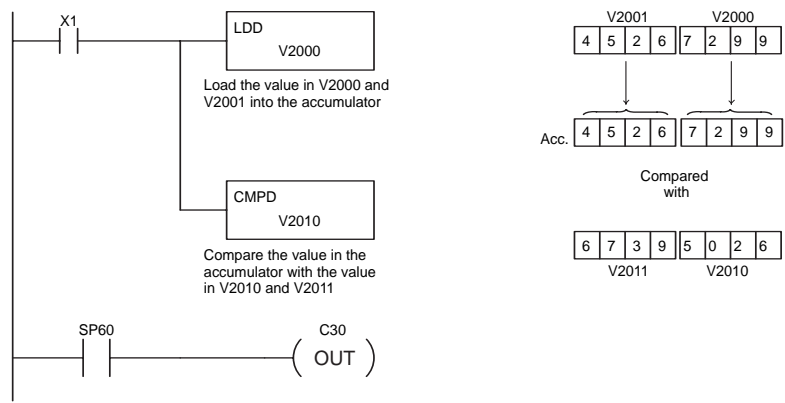 X1
LDD
V2000
Load the value in V2000 and
V2001 into the accumulator
CMPD
V2010
Compare the value in the
accumulator with the value
in V2010 and V2011
SP60
C30
OUT
V2001 V2000
4 5 2 6 7 2 9 9
Acc. 4 5 2 6 7 2 9 9
Compared
with
6 7 3 9 5 0 2 6
V2011 V2010